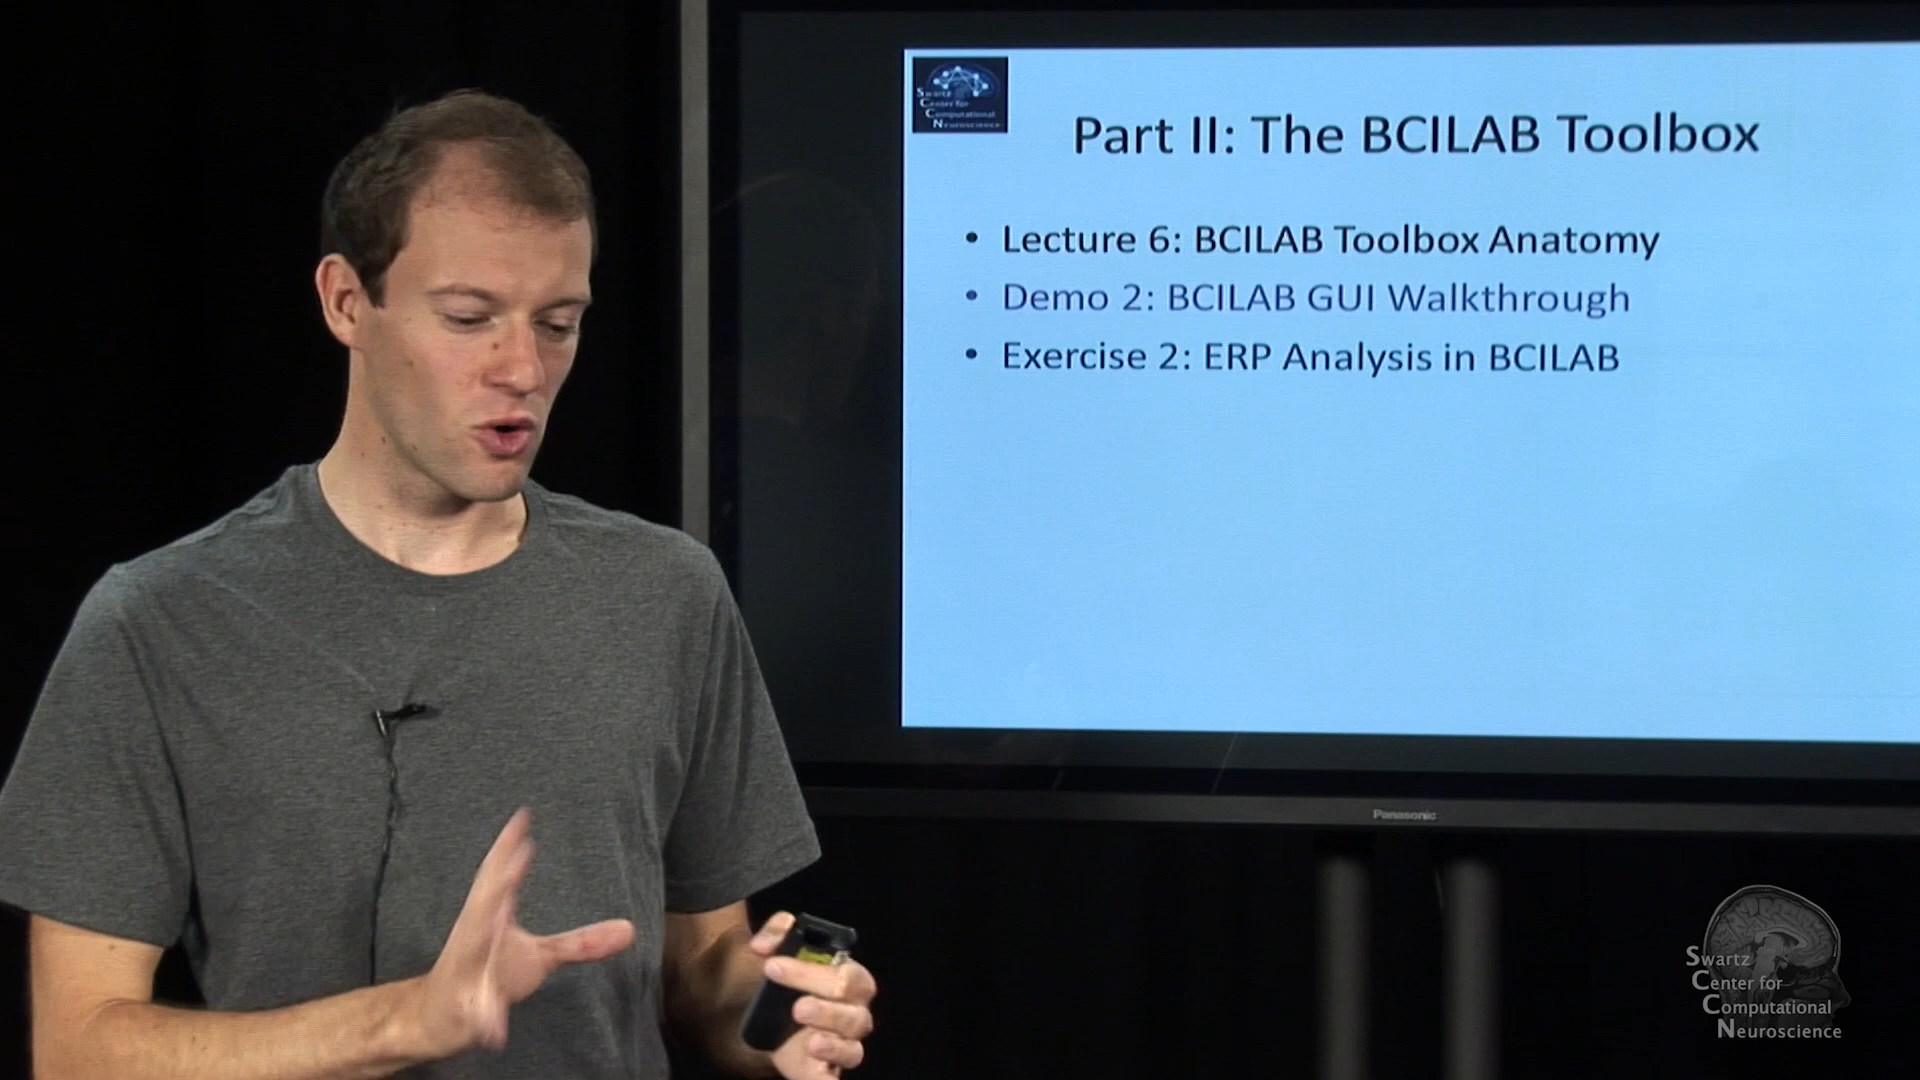 Swartz
Center for
Computational
Neuroscience
Part II: The BCILAB Toolbox
• Lecture 6: BCILAB Toolbox Anatomy
• Demo 2: BCILAB GUI Walkthrough
• Exercise 2: ERP Analysis in BCILAB
Panasonic
Swartz
Center for
Computational
Neuroscience